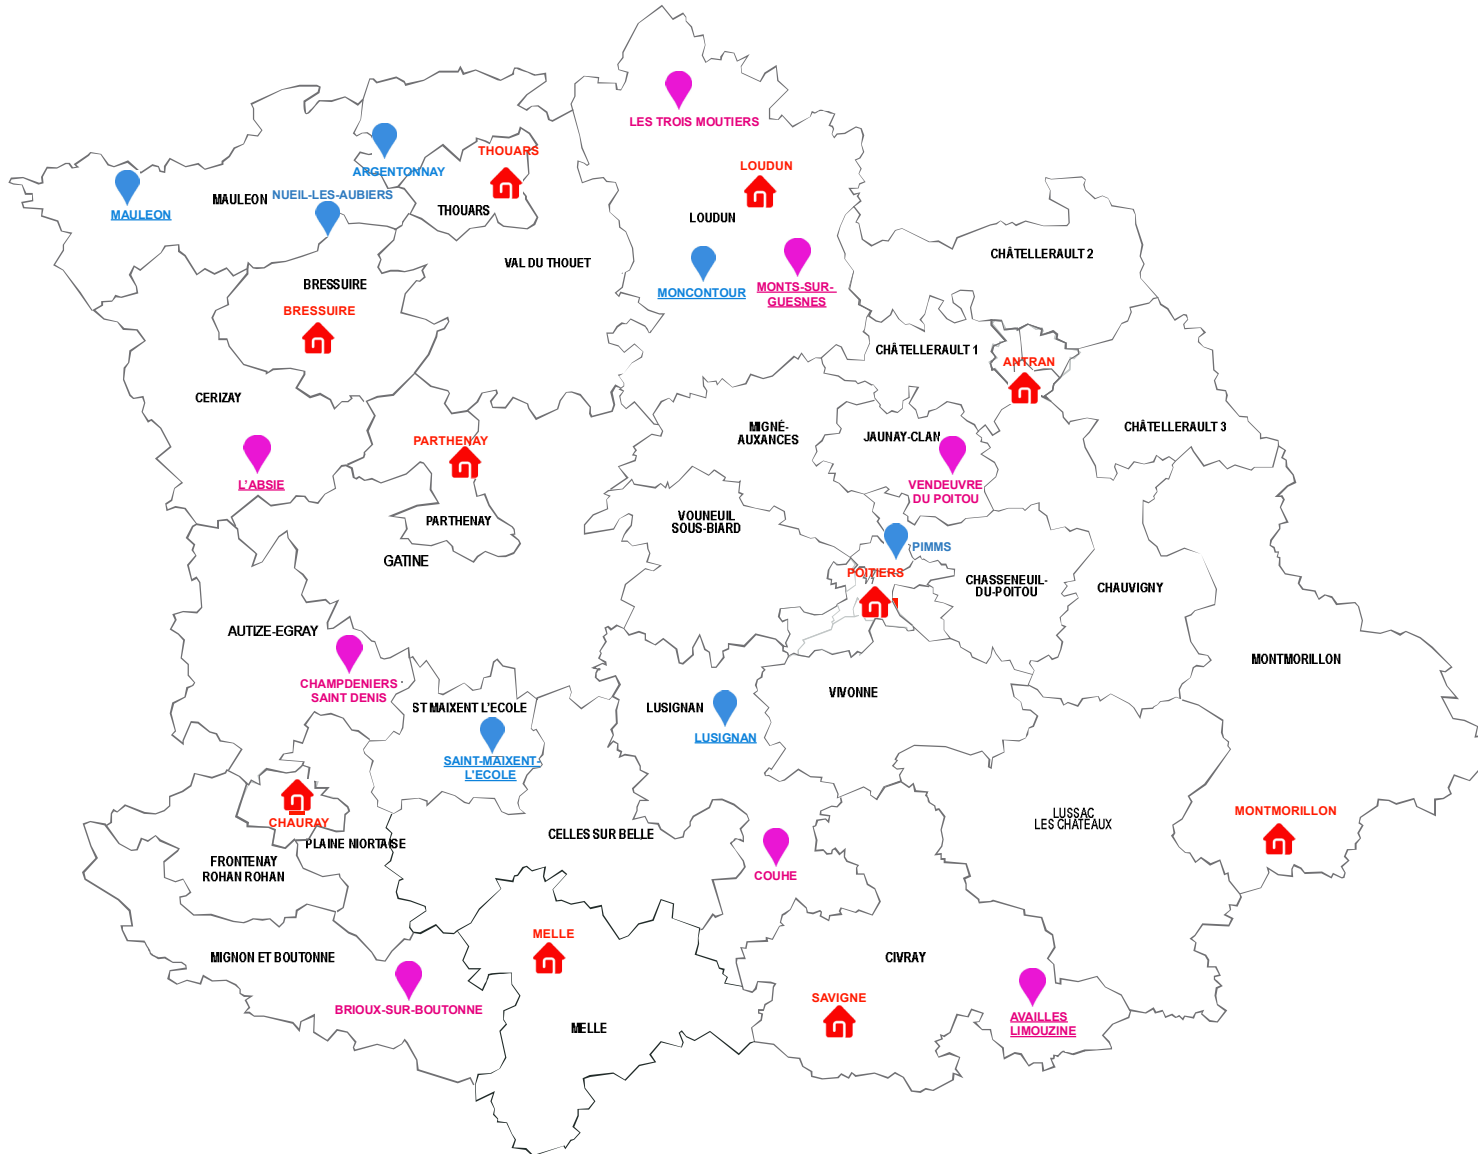 LES TROIS MOUTIERS
THOUARS
ARGENTONNAY
LOUDUN
MAULEON
NUEIL-LES-AUBIERS
MAULEON
THOUARS
LOUDUN
VAL DU THOUET
CHÂTELLERAULT 2
BRESSUIRE
MONCONTOUR
MONTS-SUR-
GUESNES
BRESSUIRE
CHÂTELLERAULT 1
ANTRAN
CERIZAY
MIGNÉ-
AUXANCES
JAUNAY-CLAN
CHÂTELLERAULT 3
PARTHENAY
L'ABSIE
VENDEUVRE
DU POITOU
PARTHENAY
VOUNEUIL
SOUS-BIARD
PIMMS
GATINE
POITIERS
CHASSENEUIL-
DU-POITOU
CHAUVIGNY
AUTIZE-EGRAY
MONTMORILLON
CHAMPDENIERS
SAINT DENIS
VIVONNE
ST MAIXENT L'ECOLE
LUSIGNAN
LUSIGNAN
SAINT-MAIXENT-
L'ECOLE
CHAURAY
LUSSAC
LES CHATEAUX
MONTMORILLON
PLAINE NIORTAISE
CELLES SUR BELLE
FRONTENAY
ROHAN ROHAN
COUHE
MELLE
MIGNON ET BOUTONNE
CIVRAY
BRIOUX-SUR-BOUTONNE
SAVIGNE
AVAILLES
LIMOUZINE
MELLE